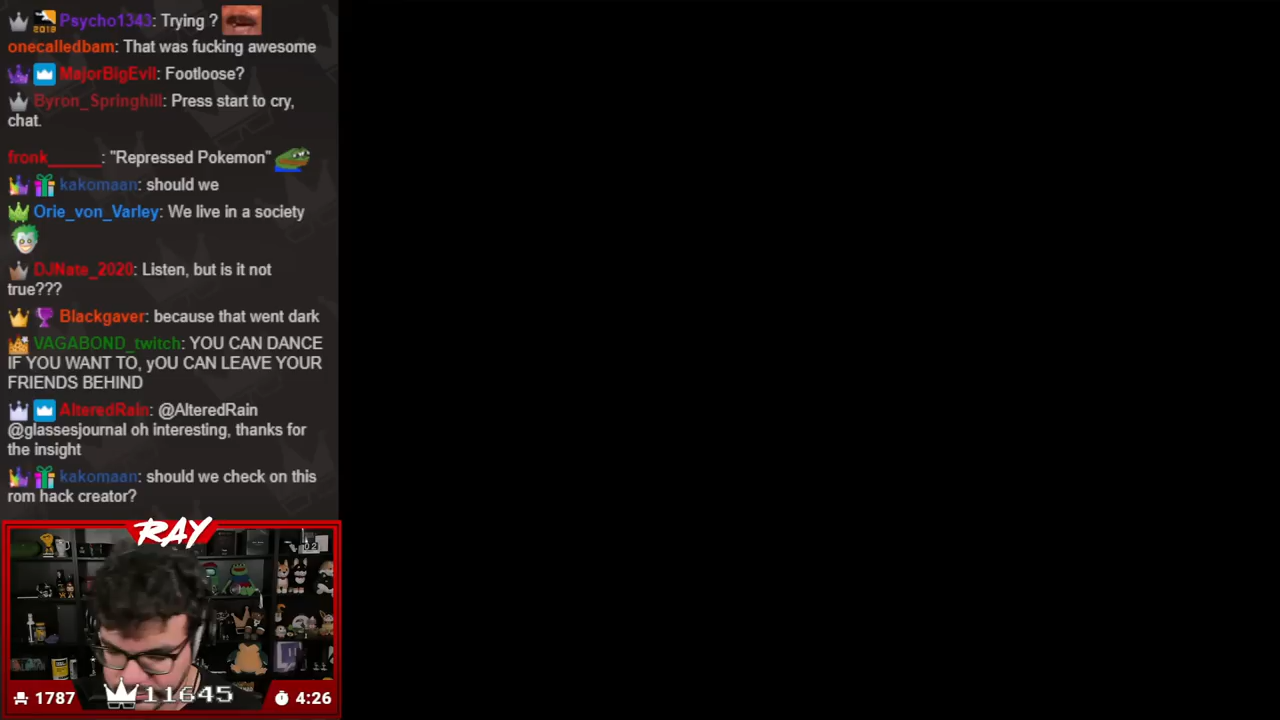 Psycho1343: Trying ?
onecalledbam: That was fucking awesome
MajorBigEvil: Footloose?
Byron_Springhill: Press start to cry,
chat.
fronk______: "Repressed Pokemon"
kakomaan: should we
Orie_von_Varley: We live in a society
DJNate_2020: Listen, but is it not
true???
Blackgaver: because that went dark
VAGABOND_twitch: YOU CAN DANCE
IF YOU WANT TO, yOU CAN LEAVE YOUR
FRIENDS BEHIND
AlteredRain: @AlteredRain
@glassesjournal oh interesting, thanks for
the insight
kakomaan: should we check on this
rom hack creator?
RAY
1787
11645
4:26